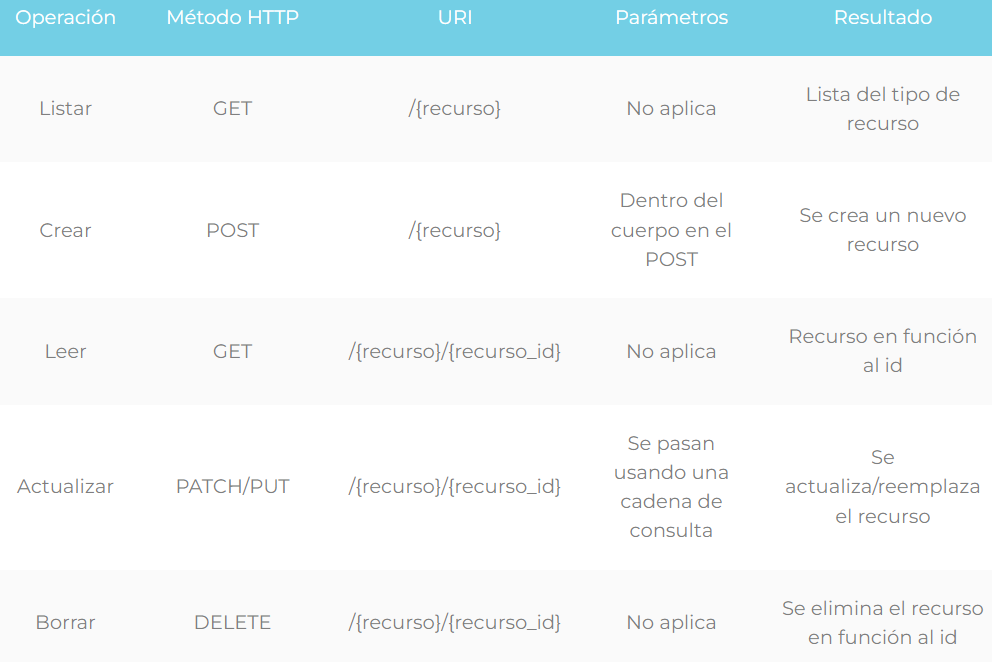 Operación Método HTTP URI Parámetros Resultado
Listar GET /{recurso} No aplica Lista del tipo de
recurso
Crear POST /{recurso} Dentro del
cuerpo en el
POST Se crea un nuevo
recurso
Leer GET /{recurso}/{recurso_id} No aplica Recurso en función
al id
Actualizar PATCH/PUT /{recurso}/{recurso_id} Se pasan
usando una
cadena de
consulta Se
actualiza/reemplaza
el recurso
Borrar DELETE /{recurso}/{recurso_id} No aplica Se elimina el recurso
en función al id